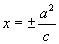 x = ± a²/c